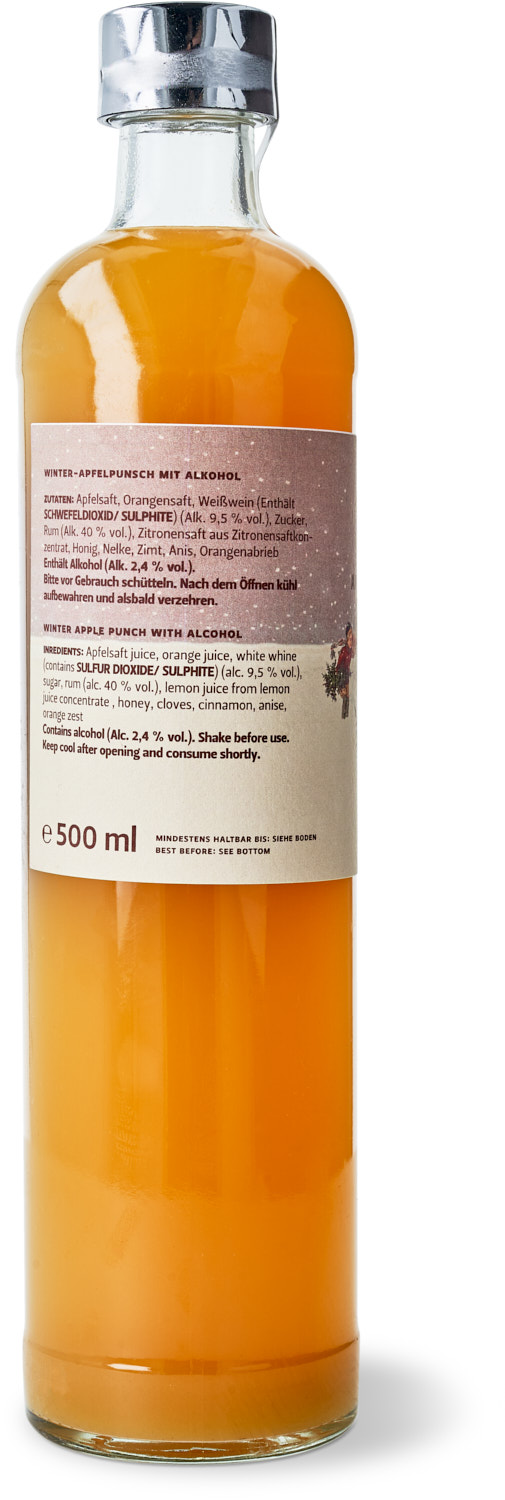 WINTER-APFELPUNSCH MIT ALKOHOL
ZUTATEN: Apfelsaft, Orangensaft, Weißwein (Enthält
SCHWEFELDIOXID/ SULPHITE) (Alk. 9,5 % vol.), Zucker,
Rum (Alk. 40 % vol.), Zitronensaft aus Zitronensaftkon-
zentrat, Honig, Nelke, Zimt, Anis, Orangenabrieb
Enthält Alkohol (Alk. 2,4 % vol.).
Bitte vor Gebrauch schütteln. Nach dem Öffnen kühl
aufbewahren und alsbald verzehren.
WINTER APPLE PUNCH WITH ALCOHOL
INGREDIENTS: Apfelsaft juice, orange juice, white whine
(contains SULFUR DIOXIDE/ SULPHITE) (alc. 9,5 % vol.),
sugar, rum (alc. 40 % vol.), lemon juice from lemon
juice concentrate , honey, cloves, cinnamon, anise,
orange zest
Contains alcohol (Alc. 2,4 % vol.). Shake before use.
Keep cool after opening and consume shortly.
℮ 500 ml
MINDESTENS HALTBAR BIS: SIEHE BODEN
BEST BEFORE: SEE BOTTOM